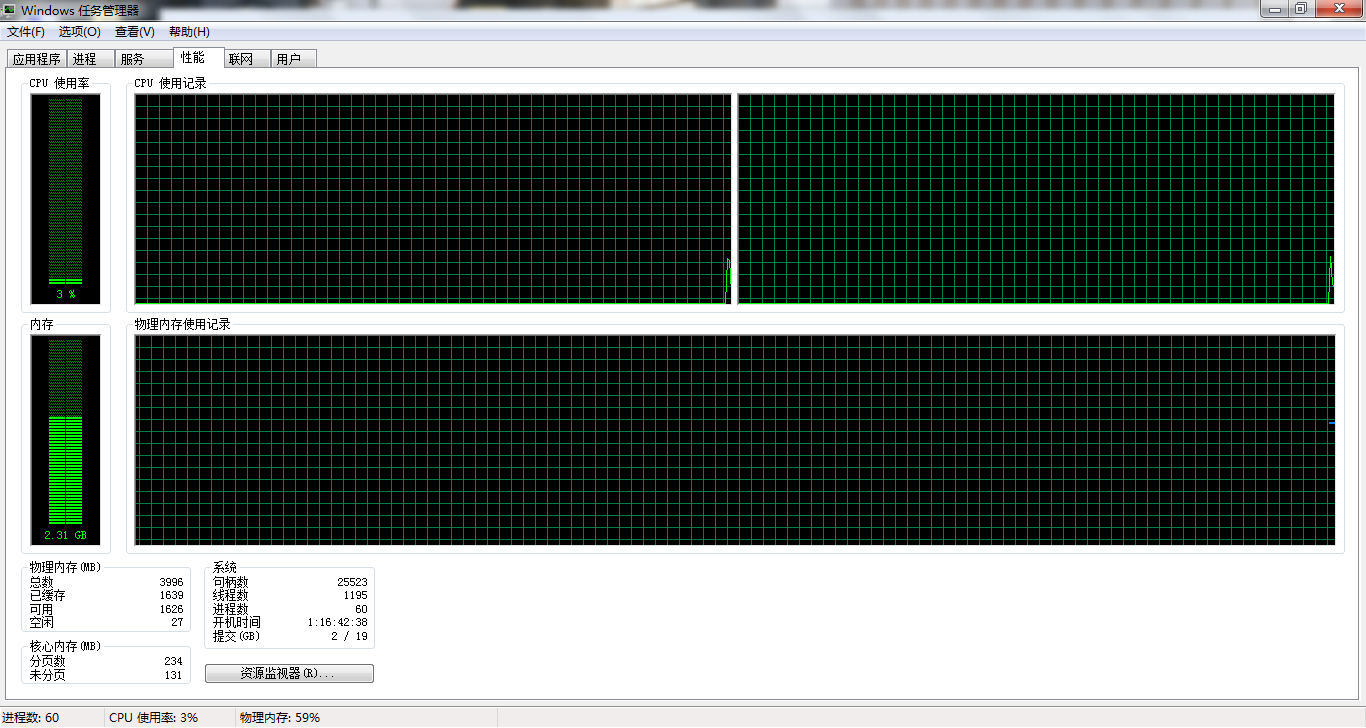 Windows 任务管理器
文件(F) 选项(O) 查看(V) 帮助(H)
应用程序 进程 服务 性能 联网 用户
CPU 使用率 CPU 使用记录
3 %
内存 物理内存使用记录
2.31 GB
物理内存(MB)
总数 3996
已缓存 1639
可用 1626
空闲 27
核心内存(MB)
分页数 234
未分页 131
系统
句柄数 25523
线程数 1195
进程数 60
开机时间 1:16:42:38
提交(GB) 2 / 19
资源监视器(R)...
进程数: 60 CPU 使用率: 3% 物理内存: 59%